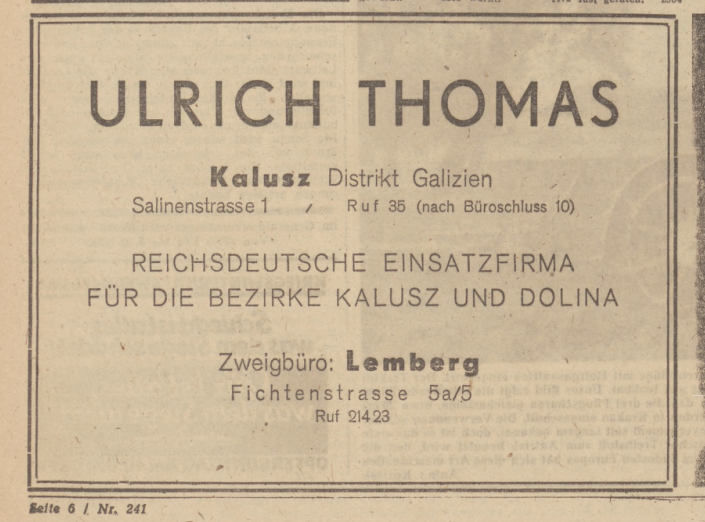 ULRICH THOMAS
Kalusz Distrikt Galizien
Salinenstrasse 1 / Ruf 35 (nach Büroschluss 10)
REICHSDEUTSCHE EINSATZFIRMA
FÜR DIE BEZIRKE KALUSZ UND DOLINA
Zweigbüro: Lemberg
Fichtenstrasse 5a/5
Ruf 21423
Seite 6 / Nr. 241